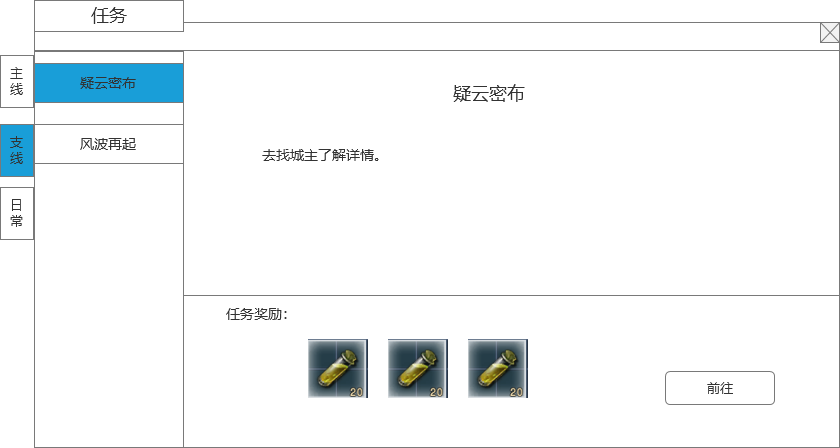 任务
主线
支线
日常
疑云密布
风波再起
疑云密布
去找城主了解详情。
任务奖励：
20
20
20
前往